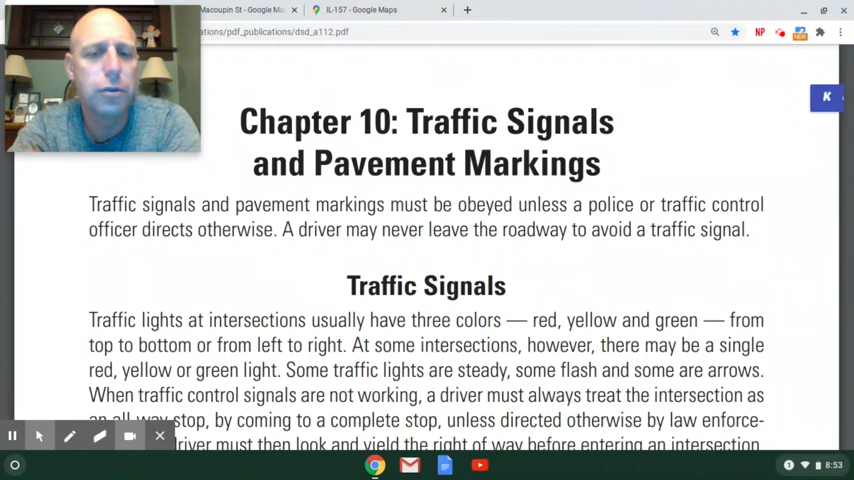 Macoupin St - Google Ma
IL-157 - Google Maps
ations/pdf_publications/dsd_a112.pdf
NP
NEW
K
Chapter 10: Traffic Signals
and Pavement Markings
Traffic signals and pavement markings must be obeyed unless a police or traffic control
officer directs otherwise. A driver may never leave the roadway to avoid a traffic signal.
Traffic Signals
Traffic lights at intersections usually have three colors — red, yellow and green — from
top to bottom or from left to right. At some intersections, however, there may be a single
red, yellow or green light. Some traffic lights are steady, some flash and some are arrows.
When traffic control signals are not working, a driver must always treat the intersection as
an all-way stop, by coming to a complete stop, unless directed otherwise by law enforce-
driver must then look and yield the right of way before entering an intersection.
1
8:53